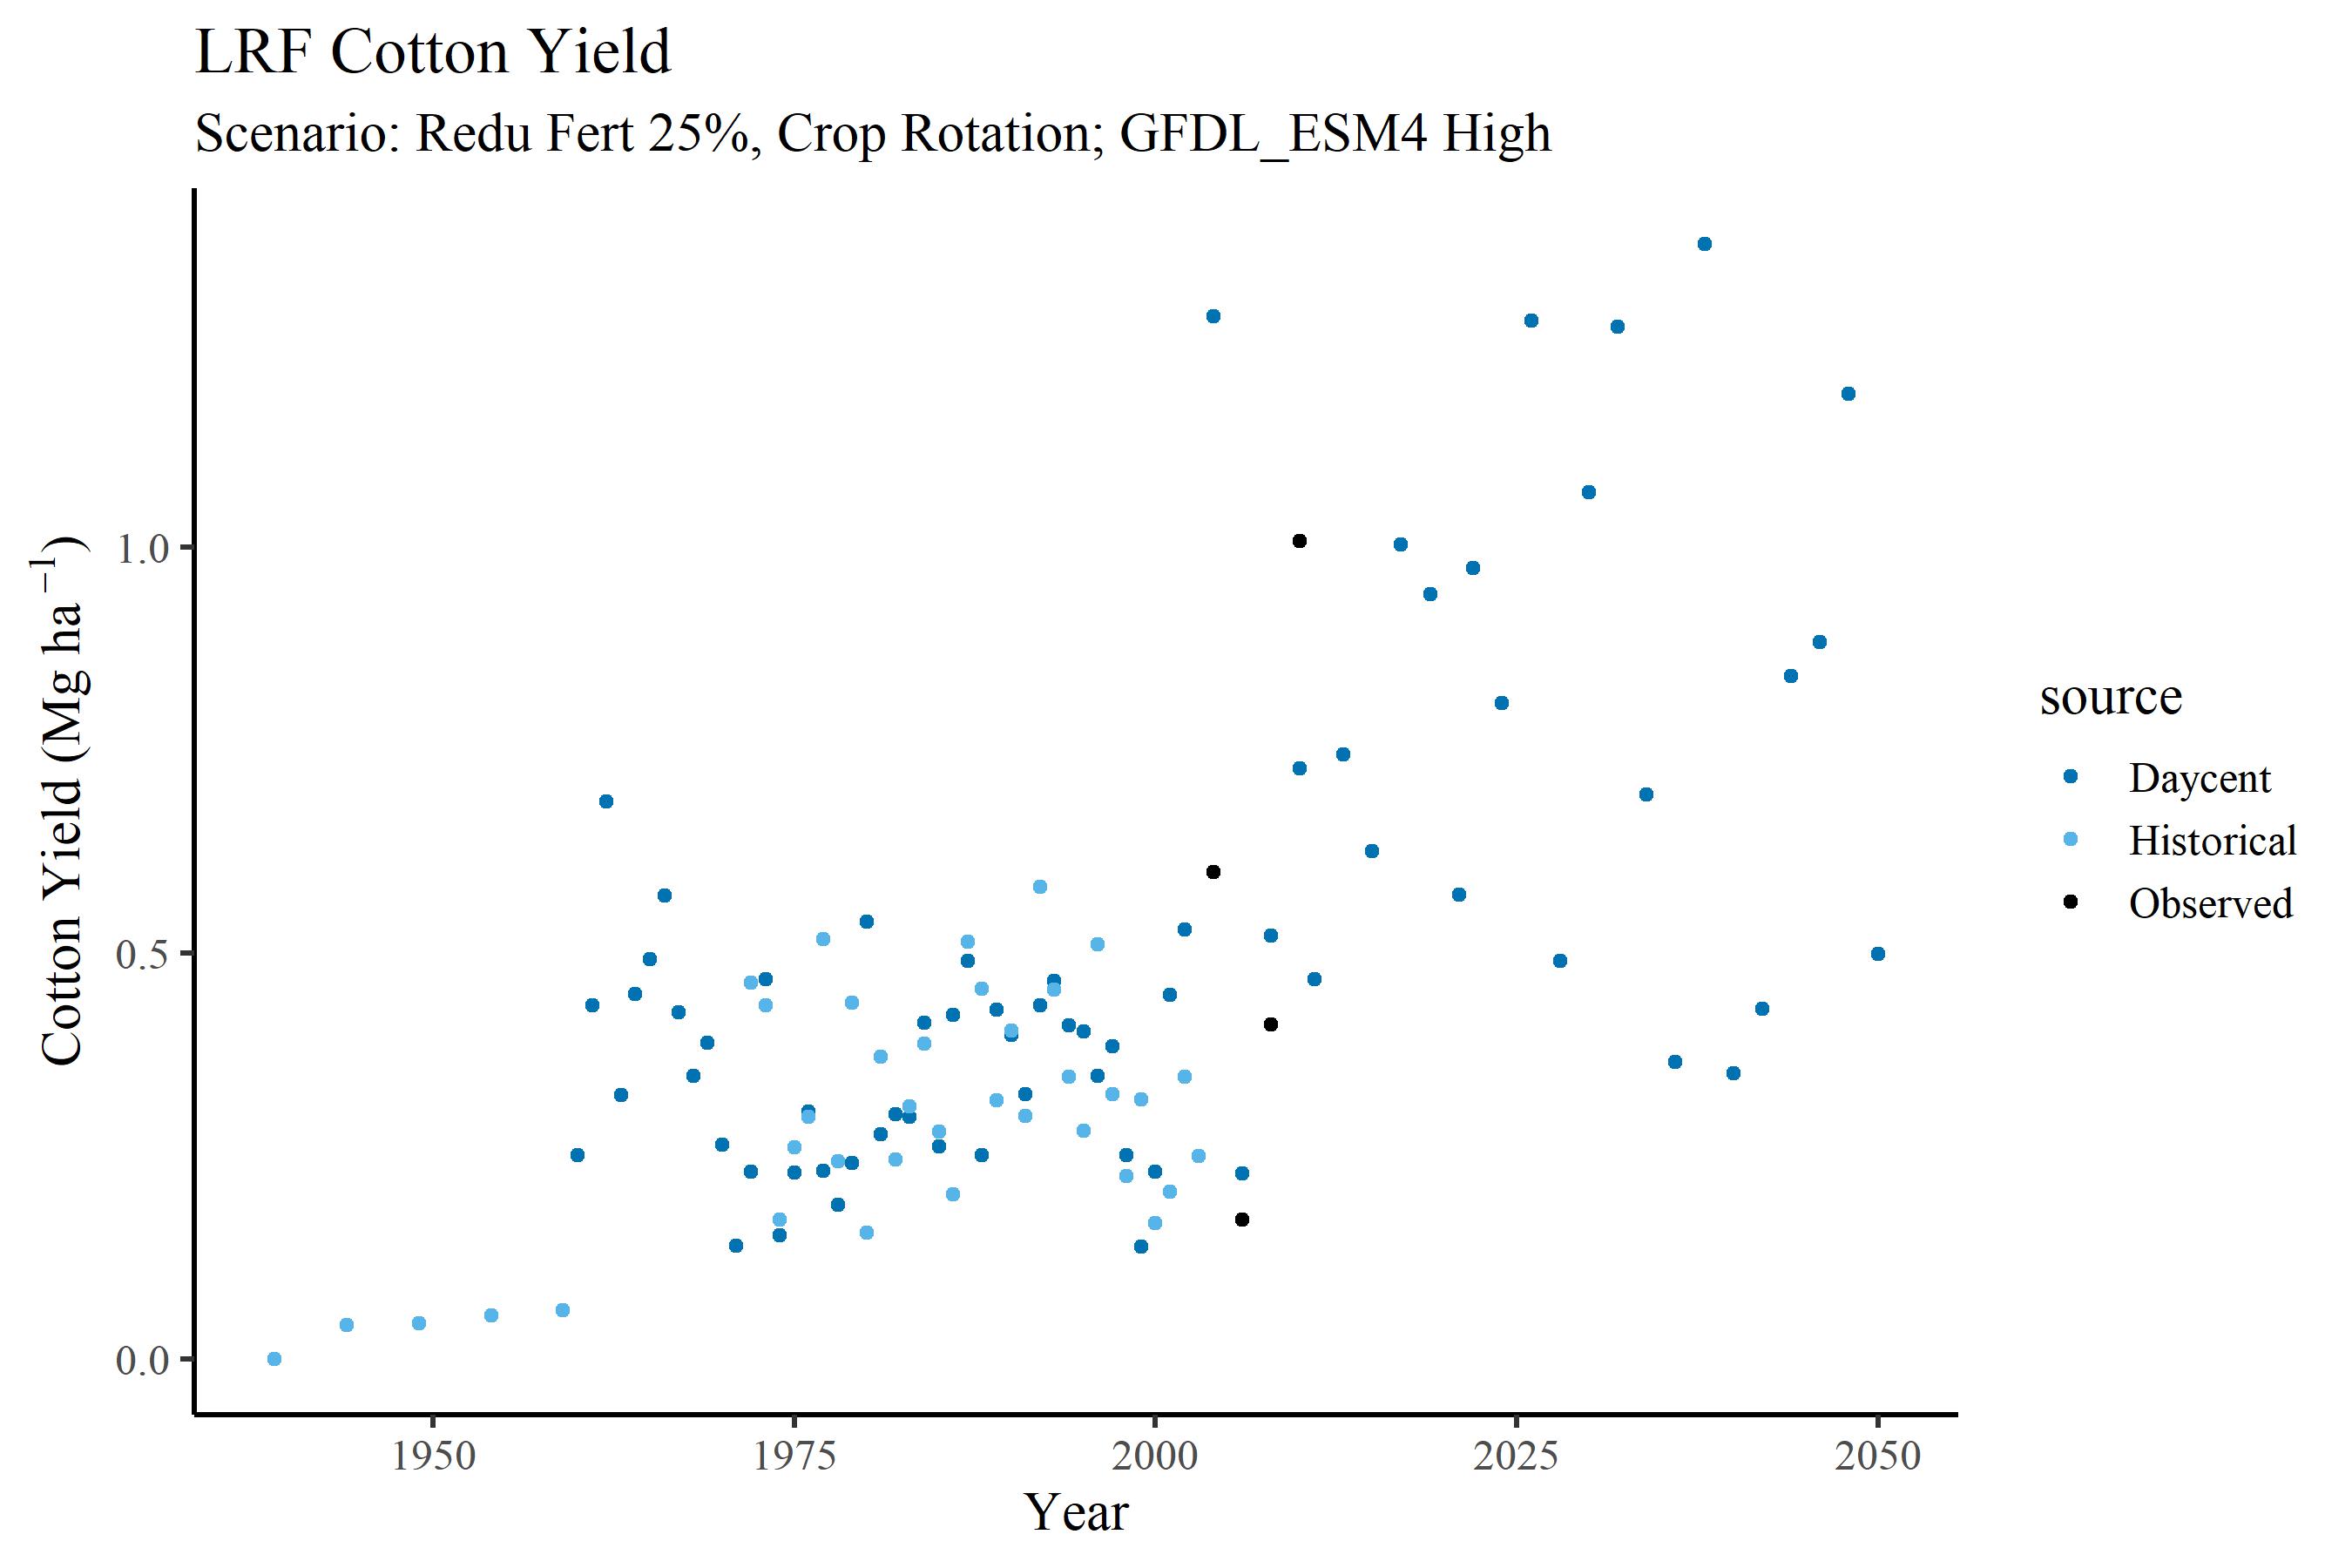 LRF Cotton Yield
Scenario: Redu Fert 25%, Crop Rotation; GFDL_ESM4 High
Cotton Yield (Mg ha⁻¹)
1.0
0.5
0.0
1950
1975
2000
2025
2050
Year
source
Daycent
Historical
Observed